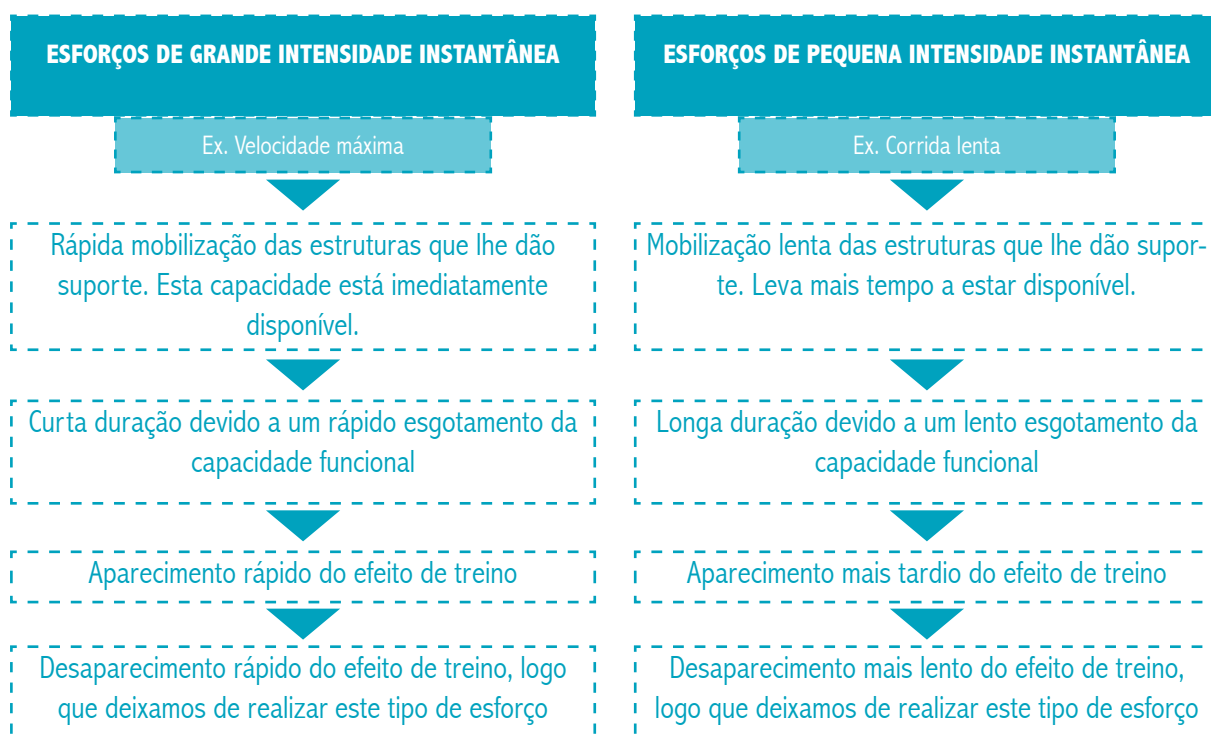 ESFORÇOS DE GRANDE INTENSIDADE INSTANTÂNEA
Ex. Velocidade máxima
Rápida mobilização das estruturas que lhe dão
suporte. Esta capacidade está imediatamente
disponível.
Curta duração devido a um rápido esgotamento da
capacidade funcional
Aparecimento rápido do efeito de treino
Desaparecimento rápido do efeito de treino, logo
que deixamos de realizar este tipo de esforço
ESFORÇOS DE PEQUENA INTENSIDADE INSTANTÂNEA
Ex. Corrida lenta
Mobilização lenta das estruturas que lhe dão supor-
te. Leva mais tempo a estar disponível.
Longa duração devido a um lento esgotamento da
capacidade funcional
Aparecimento mais tardio do efeito de treino
Desaparecimento mais lento do efeito de treino,
logo que deixamos de realizar este tipo de esforço